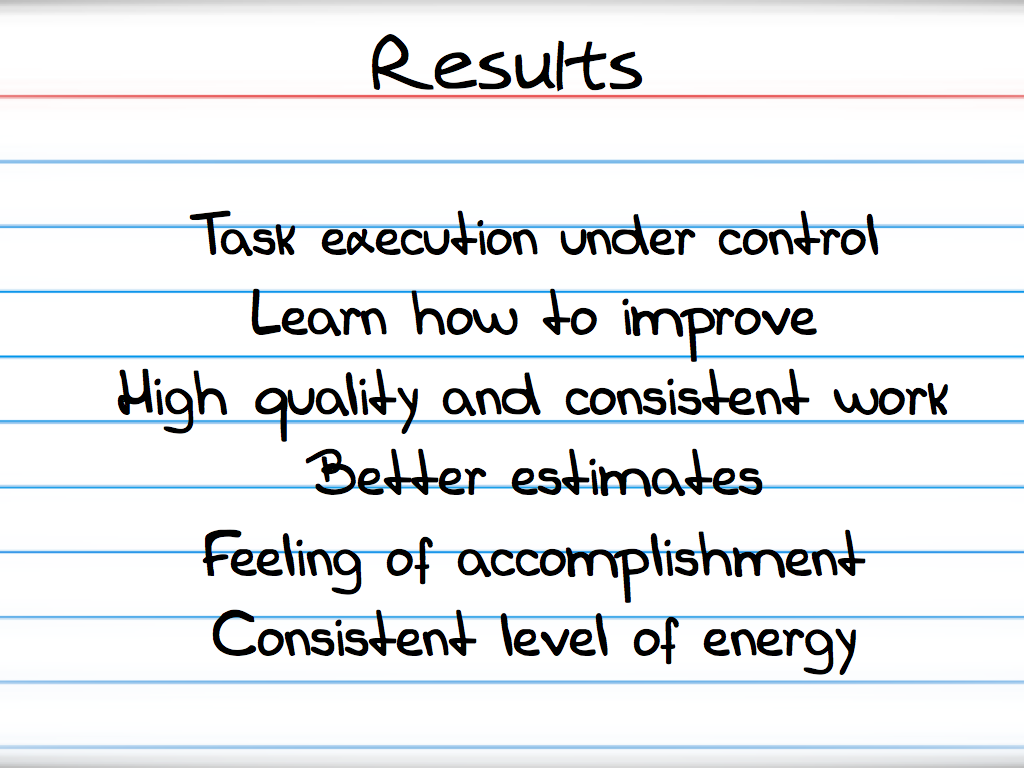 Results
Task execution under control
Learn how to improve
High quality and consistent work
Better estimates
Feeling of accomplishment
Consistent level of energy